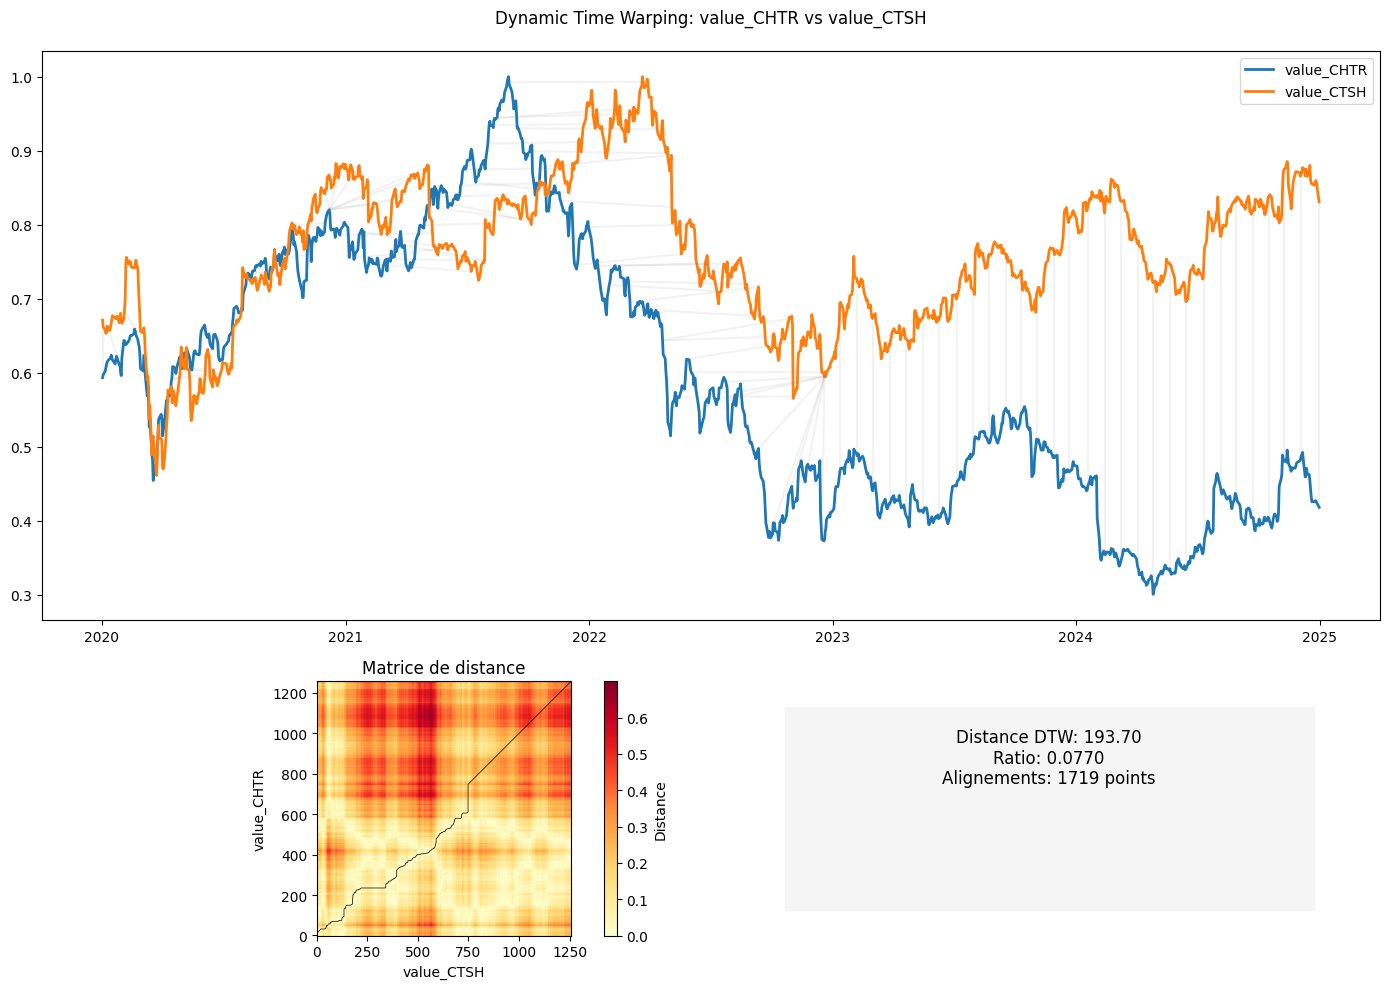 Dynamic Time Warping: value_CHTR vs value_CTSH
value_CHTR
value_CTSH
1.0
0.9
0.8
0.7
0.6
0.5
0.4
0.3
2020 2021 2022 2023 2024 2025
Matrice de distance
value_CHTR
1200
1000
800
600
400
200
0
0 250 500 750 1000 1250
value_CTSH
0.6
0.5
0.4
0.3
0.2
0.1
0.0
Distance
Distance DTW: 193.70
Ratio: 0.0770
Alignements: 1719 points